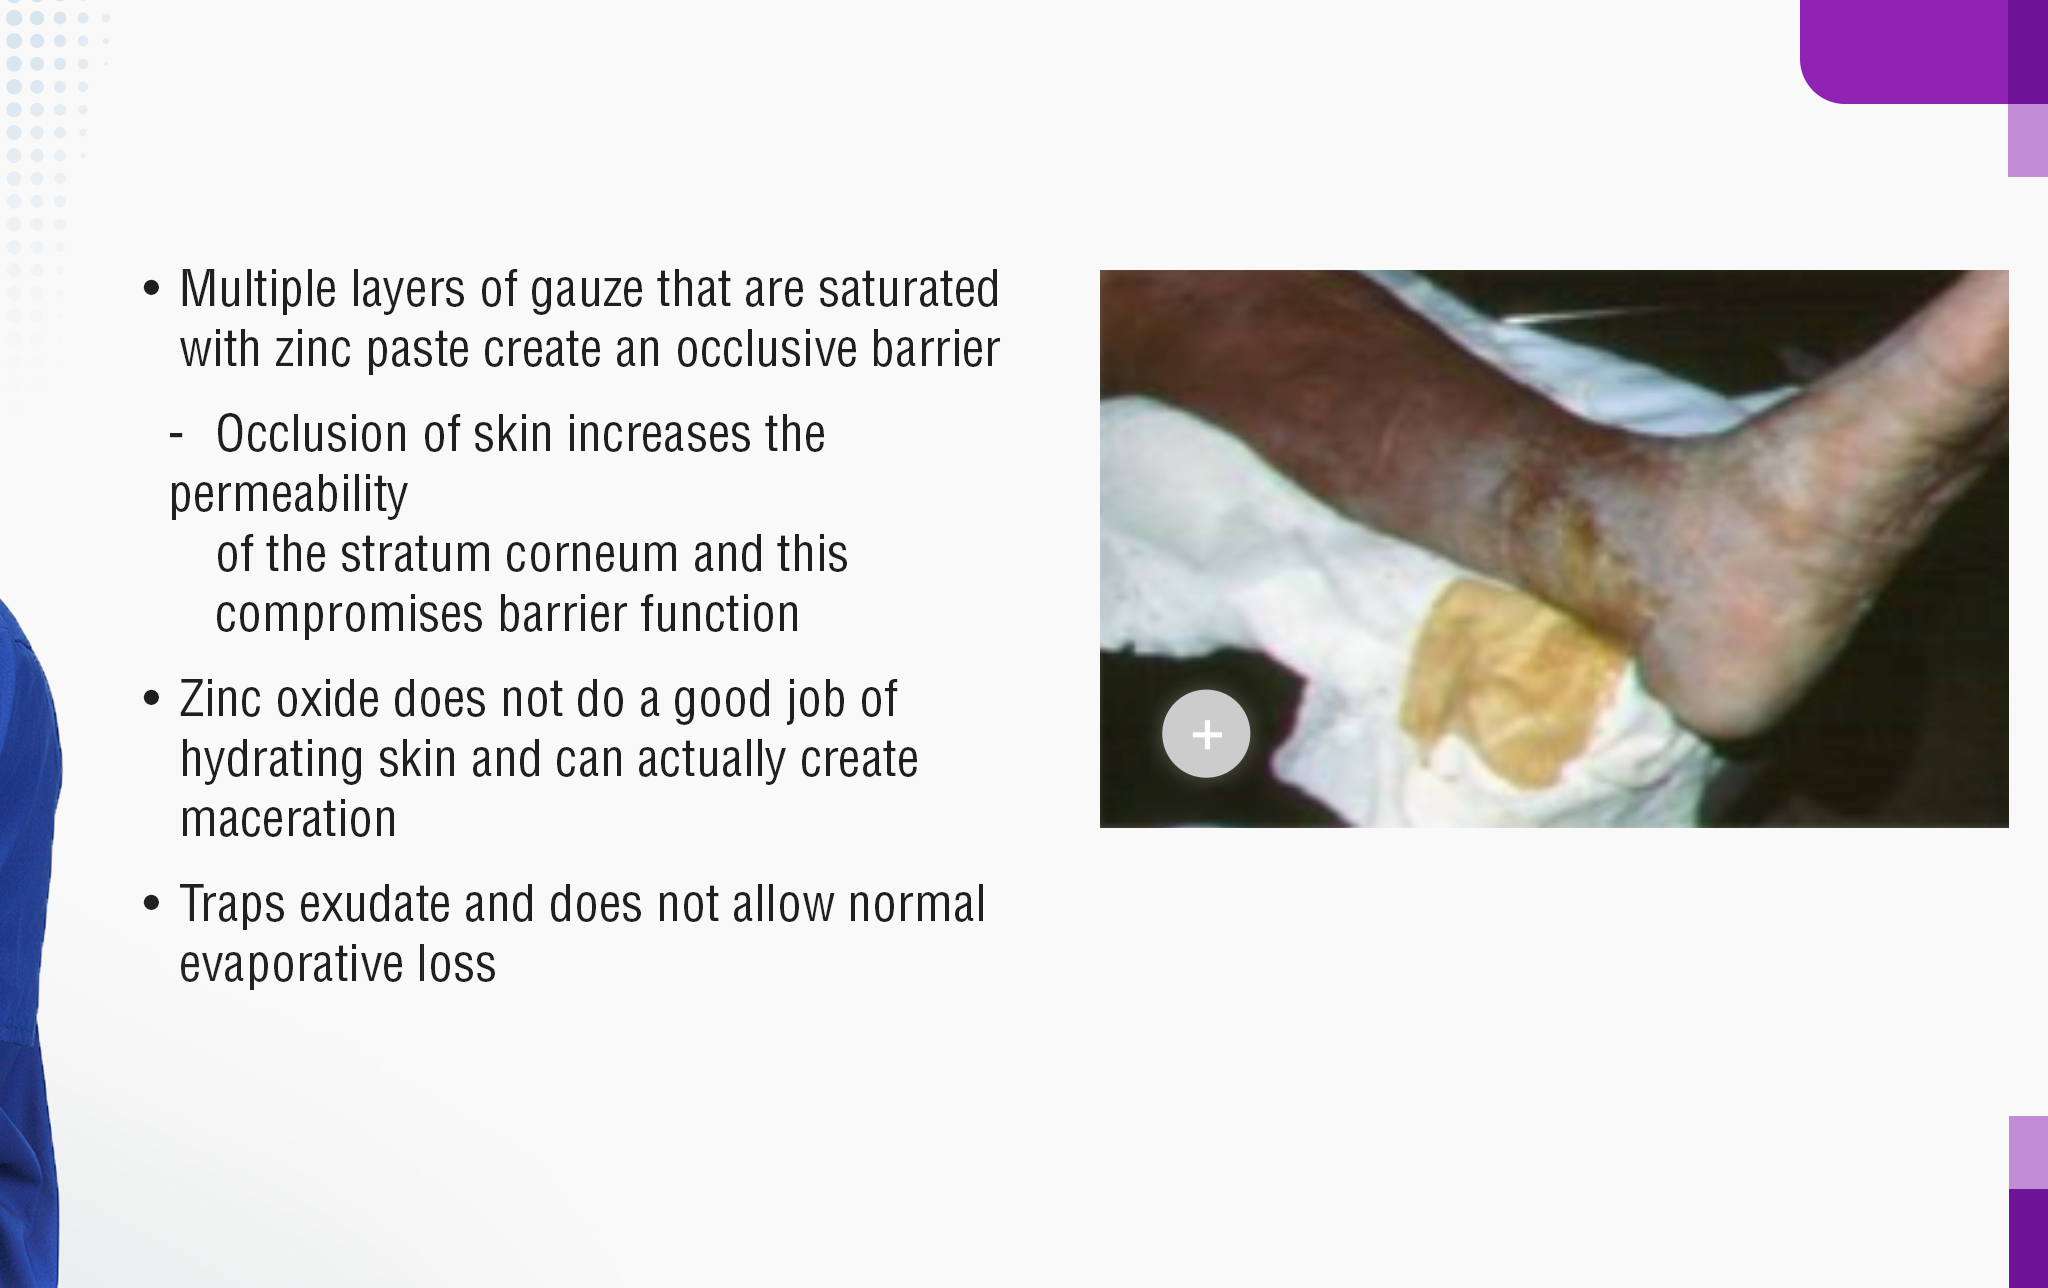 • Multiple layers of gauze that are saturated
with zinc paste create an occlusive barrier
- Occlusion of skin increases the
permeability
of the stratum corneum and this
compromises barrier function
• Zinc oxide does not do a good job of
hydrating skin and can actually create
maceration
• Traps exudate and does not allow normal
evaporative loss
+